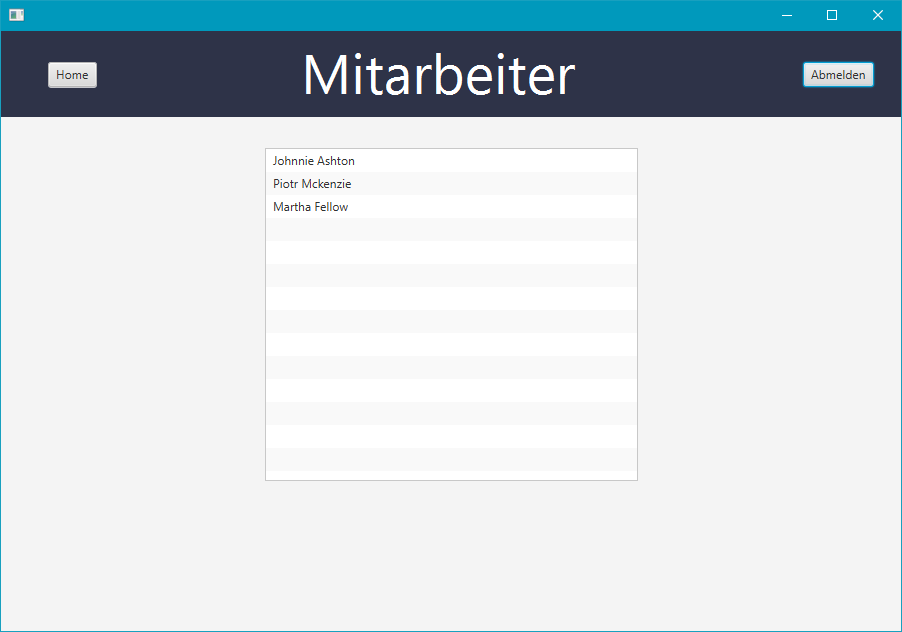 Home
Mitarbeiter
Abmelden
Johnnie Ashton
Piotr Mckenzie
Martha Fellow